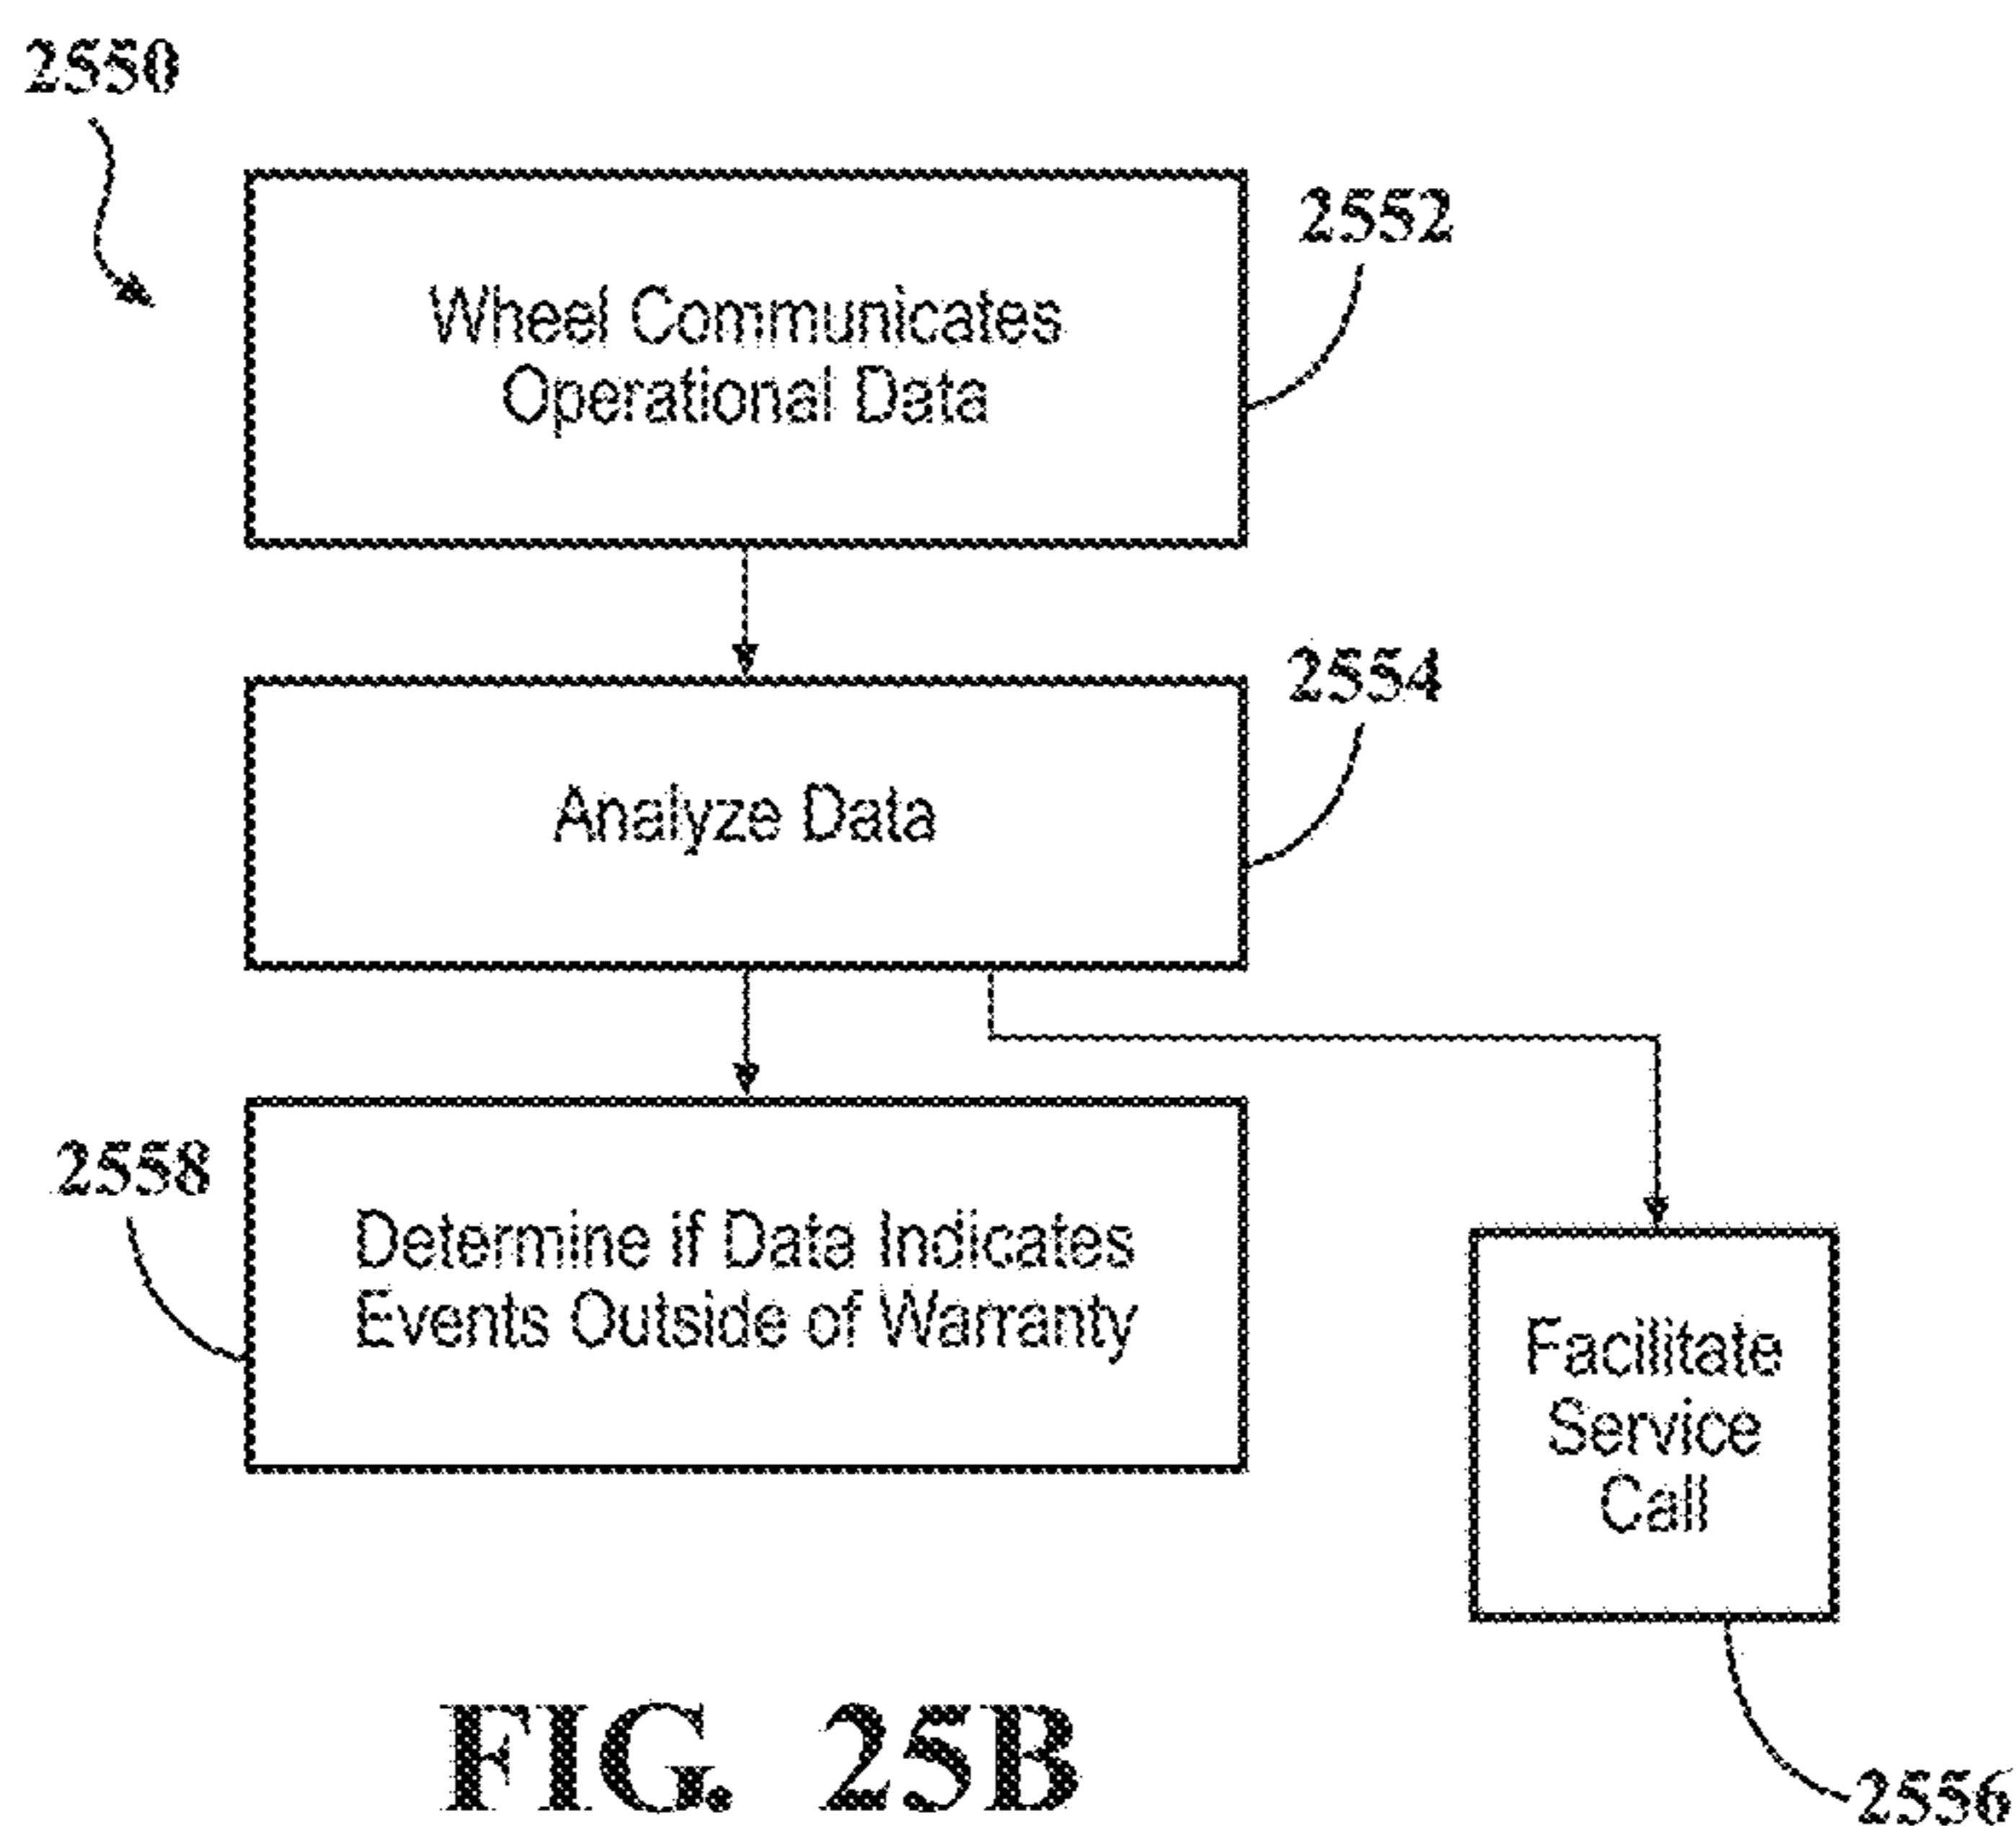 2550
2552
Wheel Communicates
Operational Data
2554
Analyze Data
2558
Determine if Data Indicates
Events Outside of Warranty
Facilitate
Service
Call
2556
FIG. 25B